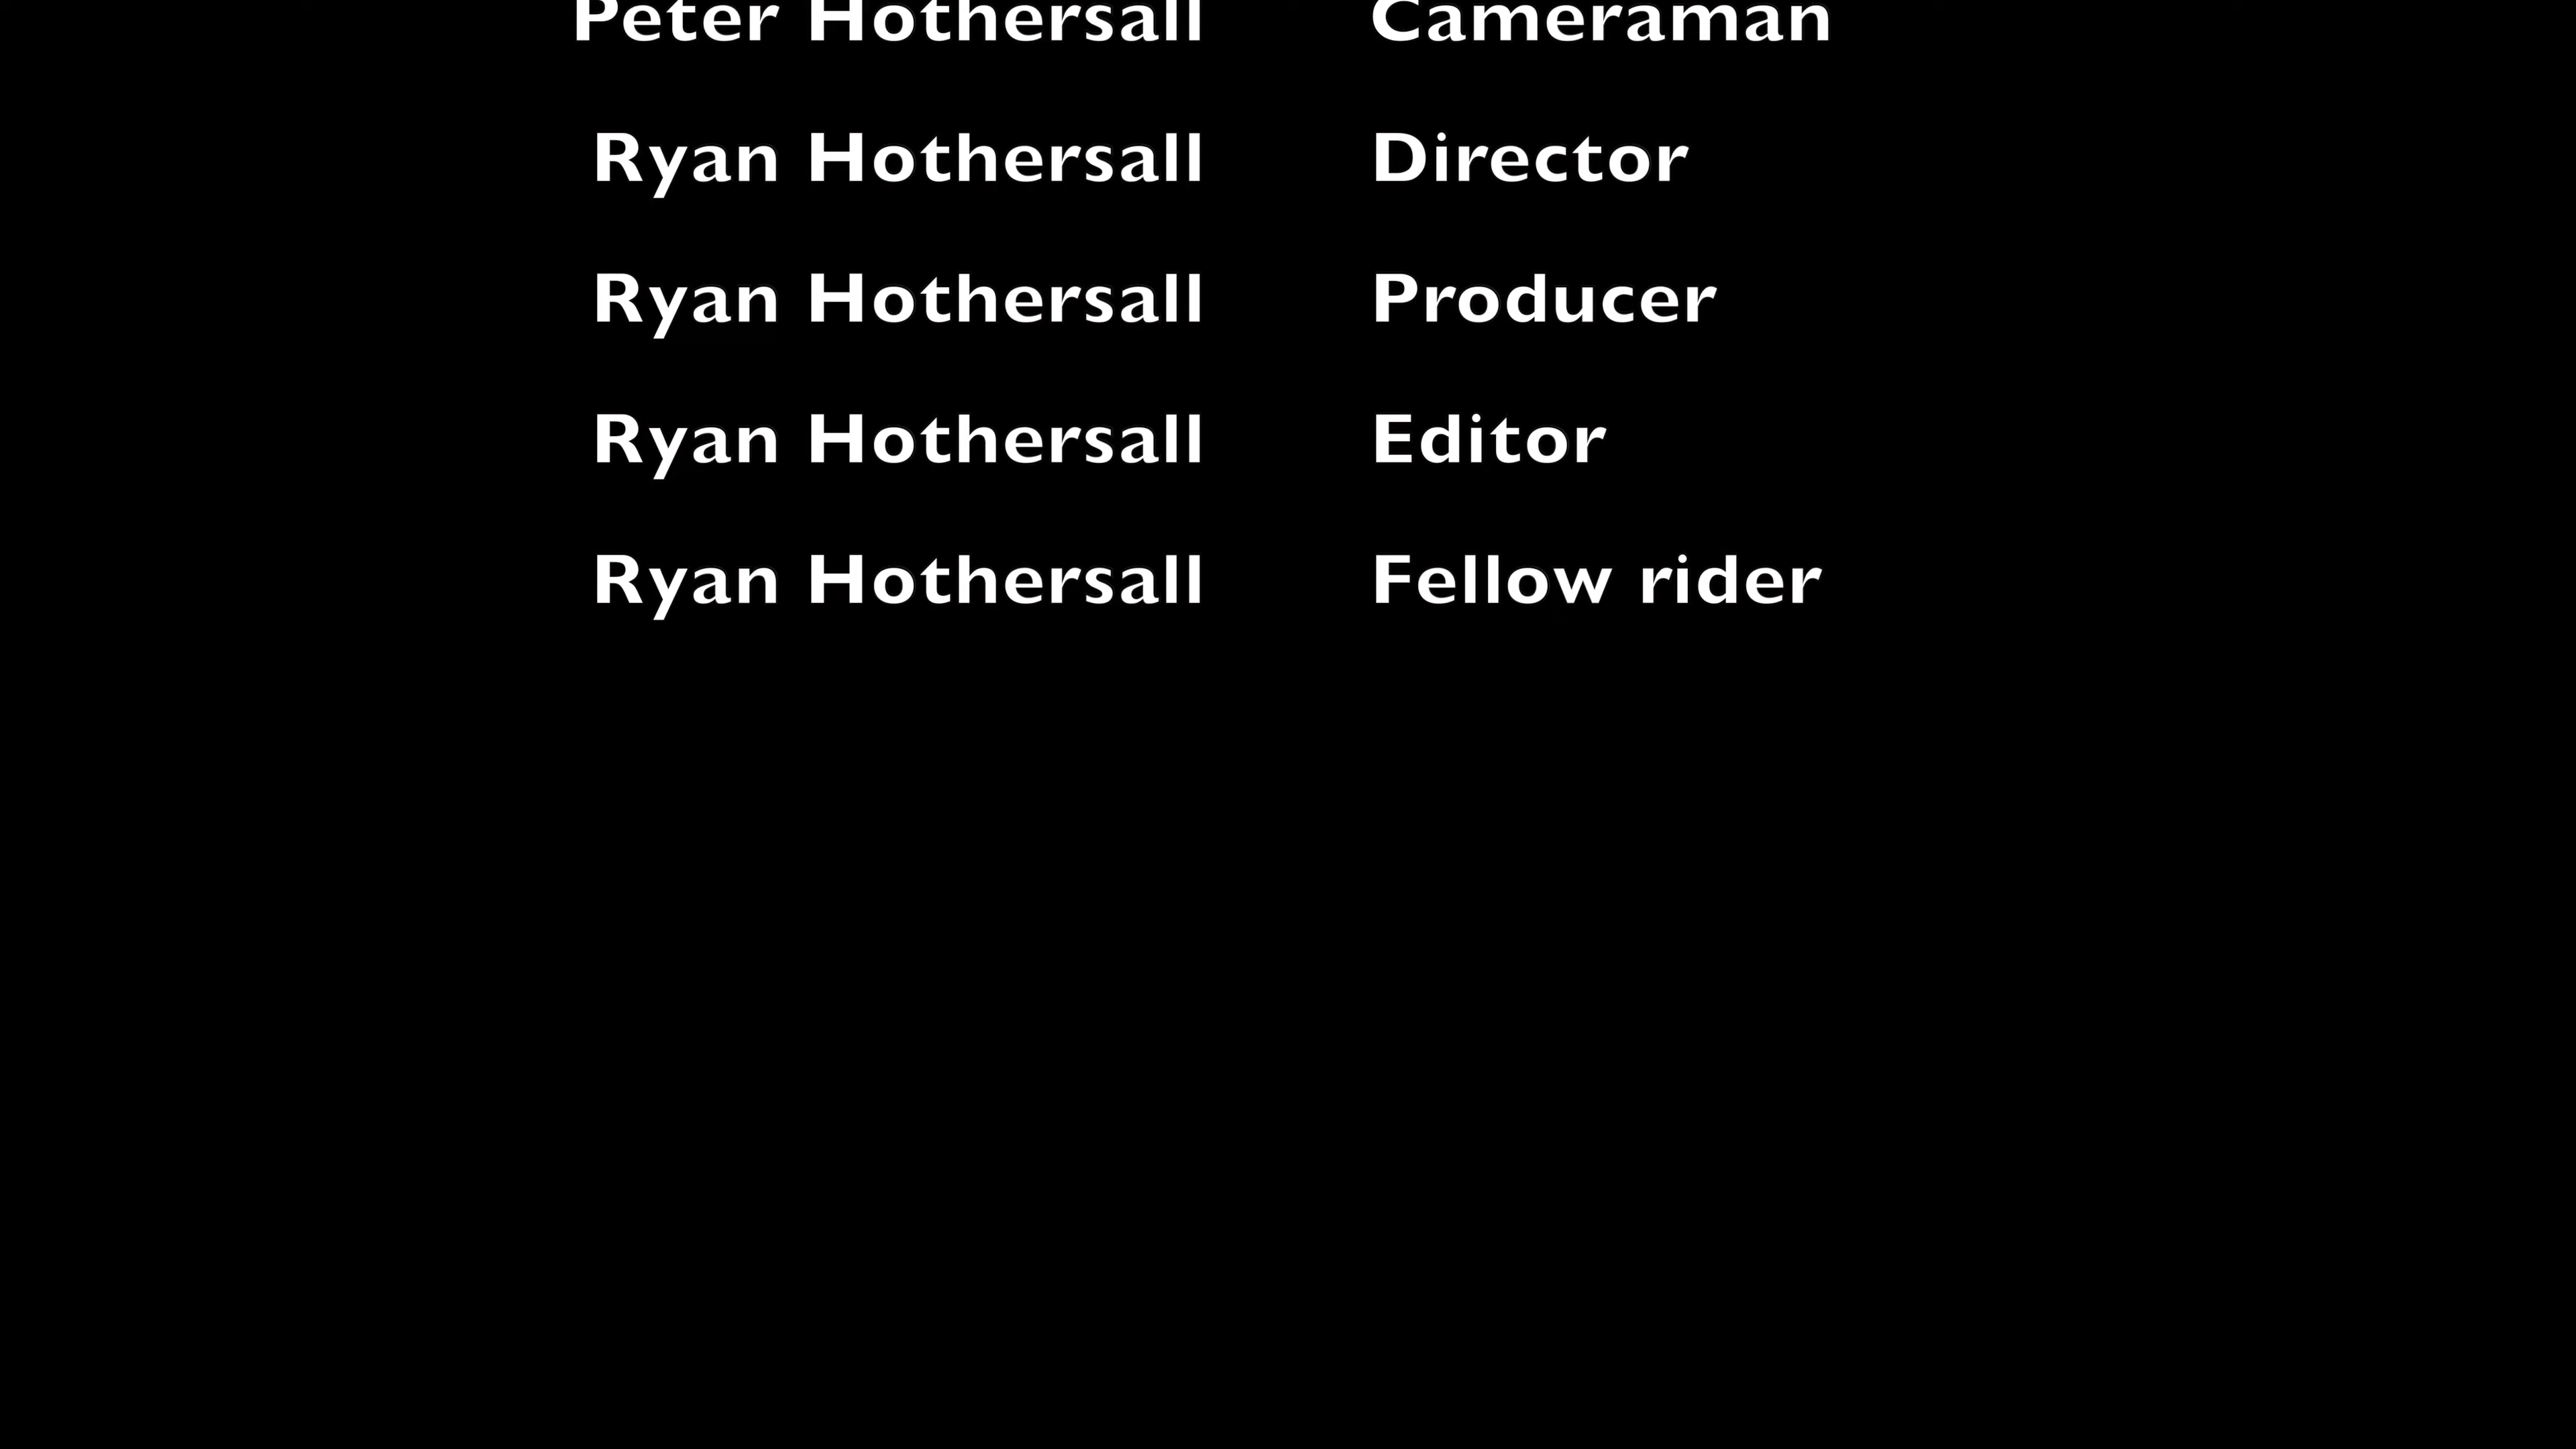 Peter Hothersall Cameraman
Ryan Hothersall Director
Ryan Hothersall Producer
Ryan Hothersall Editor
Ryan Hothersall Fellow rider